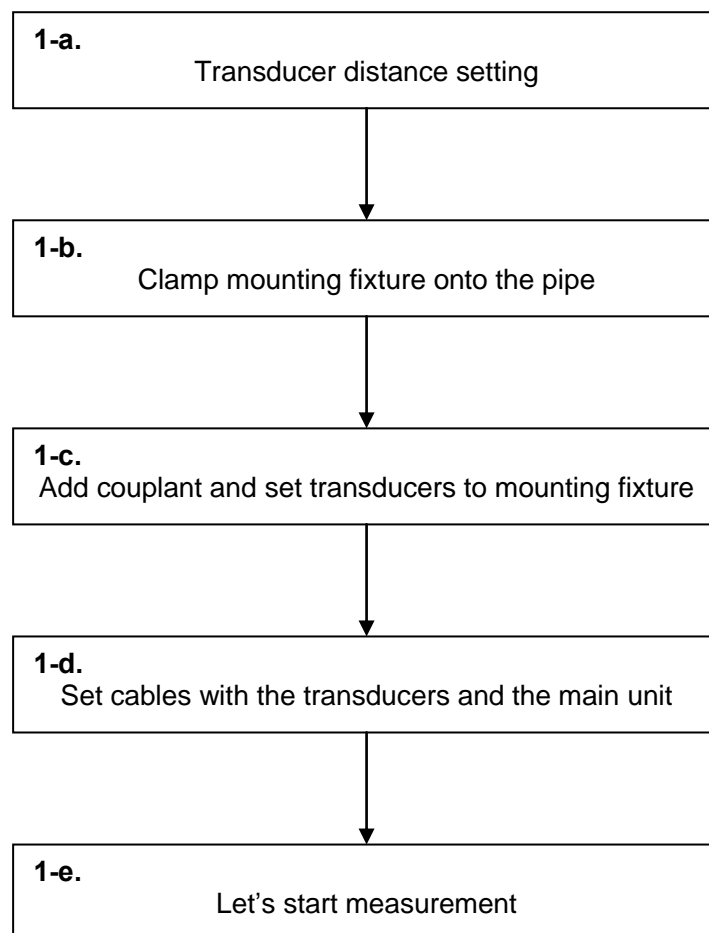 1-a.
Transducer distance setting
1-b.
Clamp mounting fixture onto the pipe
1-c.
Add couplant and set transducers to mounting fixture
1-d.
Set cables with the transducers and the main unit
1-e.
Let’s start measurement